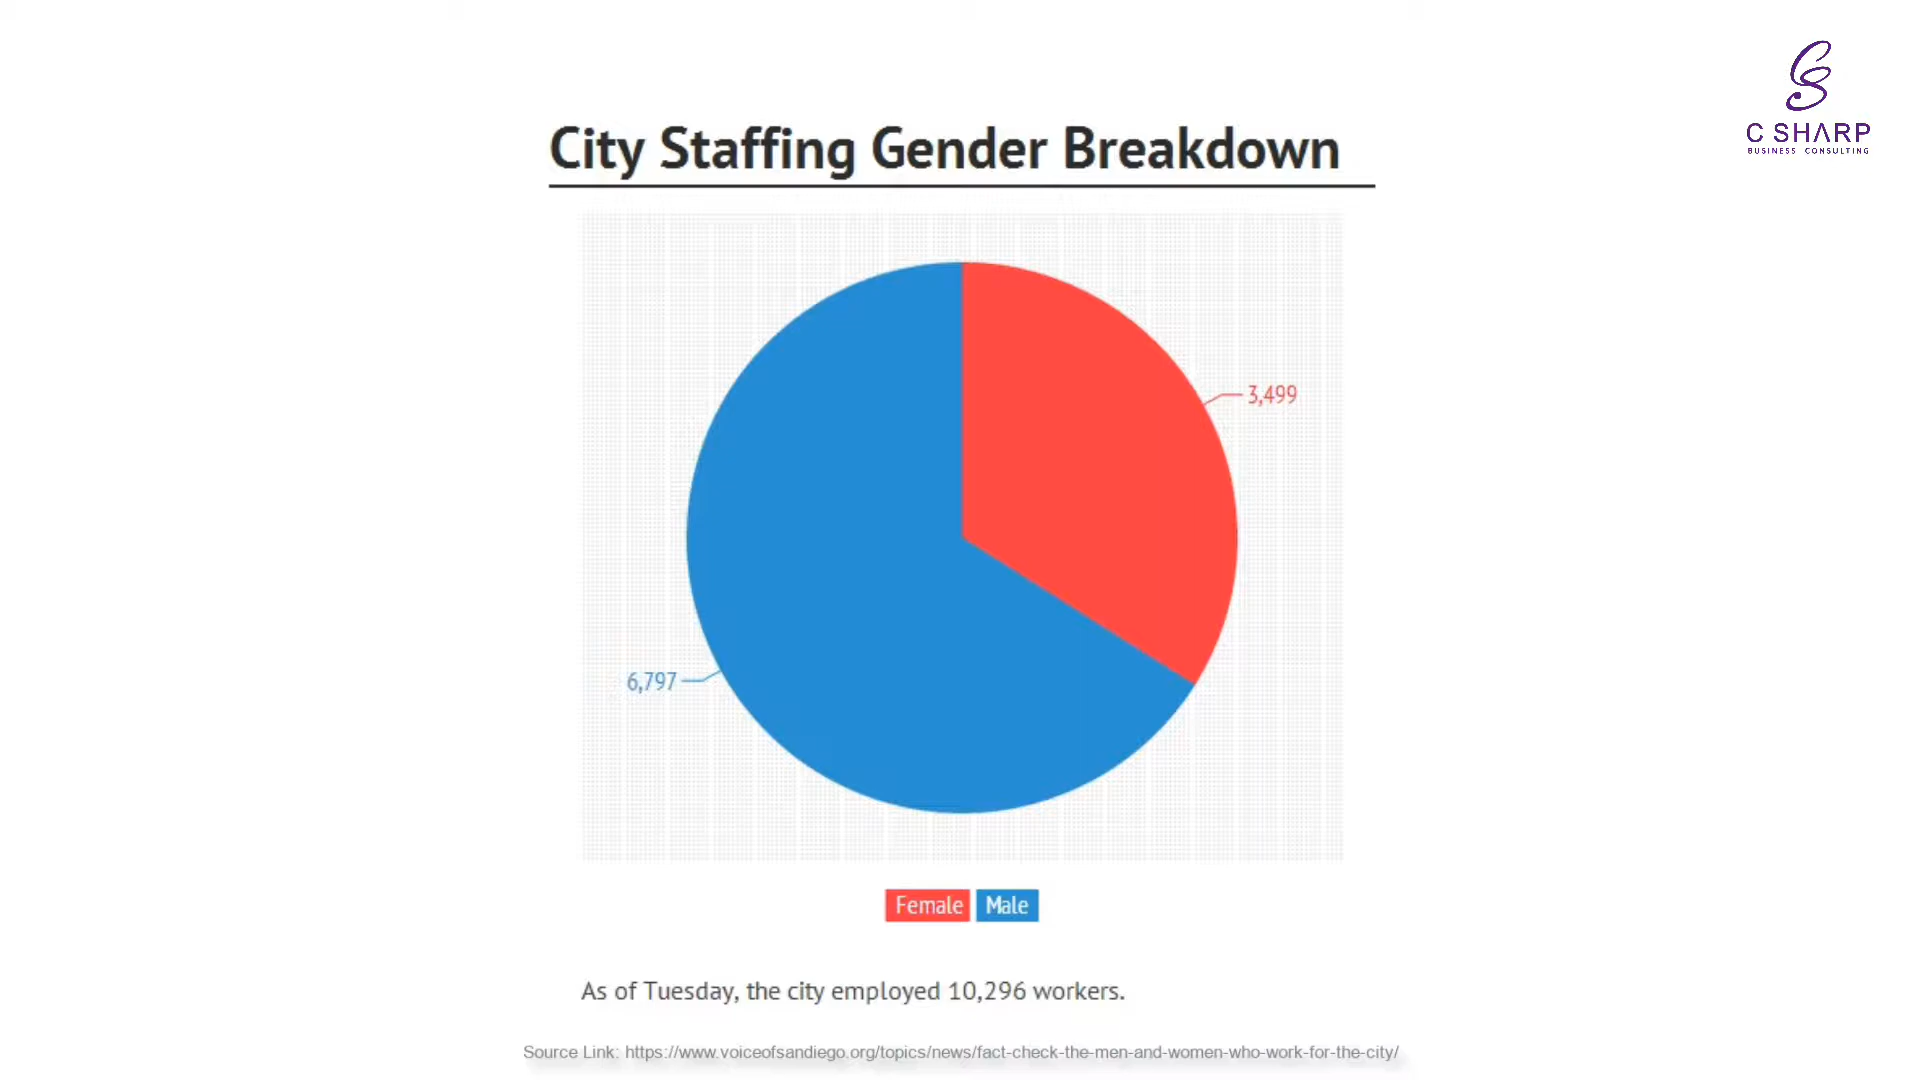 C SHARP
BUSINESS CONSULTING
City Staffing Gender Breakdown
3,499
6,797
Female Male
As of Tuesday, the city employed 10,296 workers.
Source Link: https://www.voiceofsandiego.org/topics/news/fact-check-the-men-and-women-who-work-for-the-city/